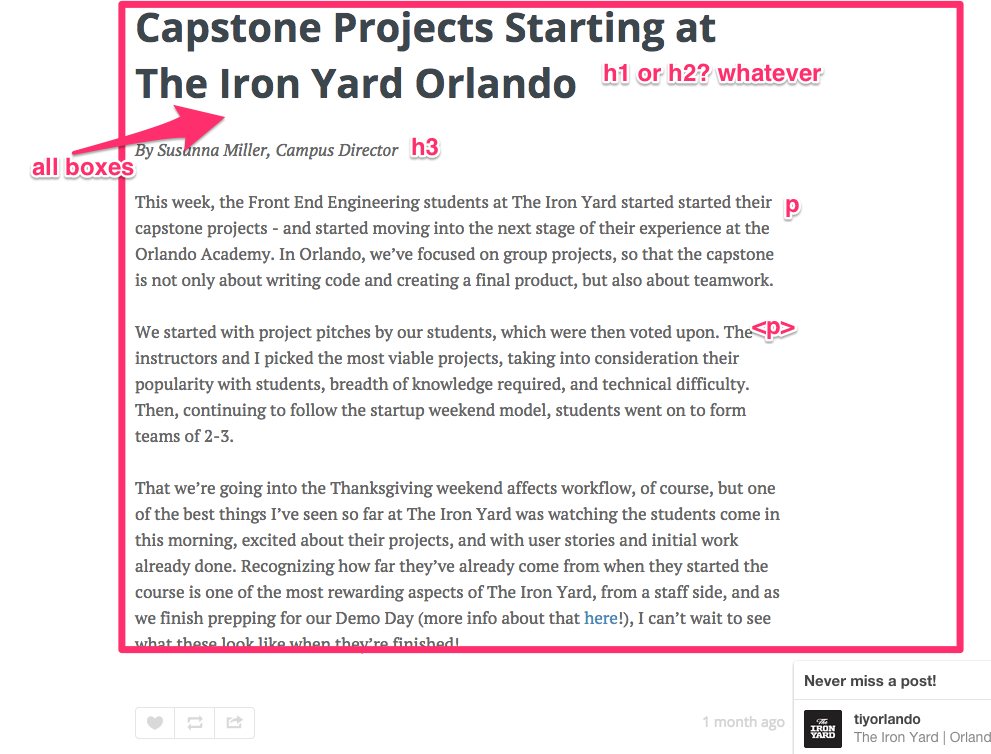 Capstone Projects Starting at
The Iron Yard Orlando
h1 or h2? whatever
all boxes
By Susanna Miller, Campus Director
h3
This week, the Front End Engineering students at The Iron Yard started started their
p
capstone projects - and started moving into the next stage of their experience at the
Orlando Academy. In Orlando, we’ve focused on group projects, so that the capstone
is not only about writing code and creating a final product, but also about teamwork.
We started with project pitches by our students, which were then voted upon. The
<p>
instructors and I picked the most viable projects, taking into consideration their
popularity with students, breadth of knowledge required, and technical difficulty.
Then, continuing to follow the startup weekend model, students went on to form
teams of 2-3.
That we’re going into the Thanksgiving weekend affects workflow, of course, but one
of the best things I’ve seen so far at The Iron Yard was watching the students come in
this morning, excited about their projects, and with user stories and initial work
already done. Recognizing how far they’ve already come from when they started the
course is one of the most rewarding aspects of The Iron Yard, from a staff side, and as
we finish prepping for our Demo Day (more info about that here!), I can’t wait to see
what these look like when they’re finished!
Never miss a post!
1 month ago
The
IRON
YARD
tiyorlando
The Iron Yard | Orland